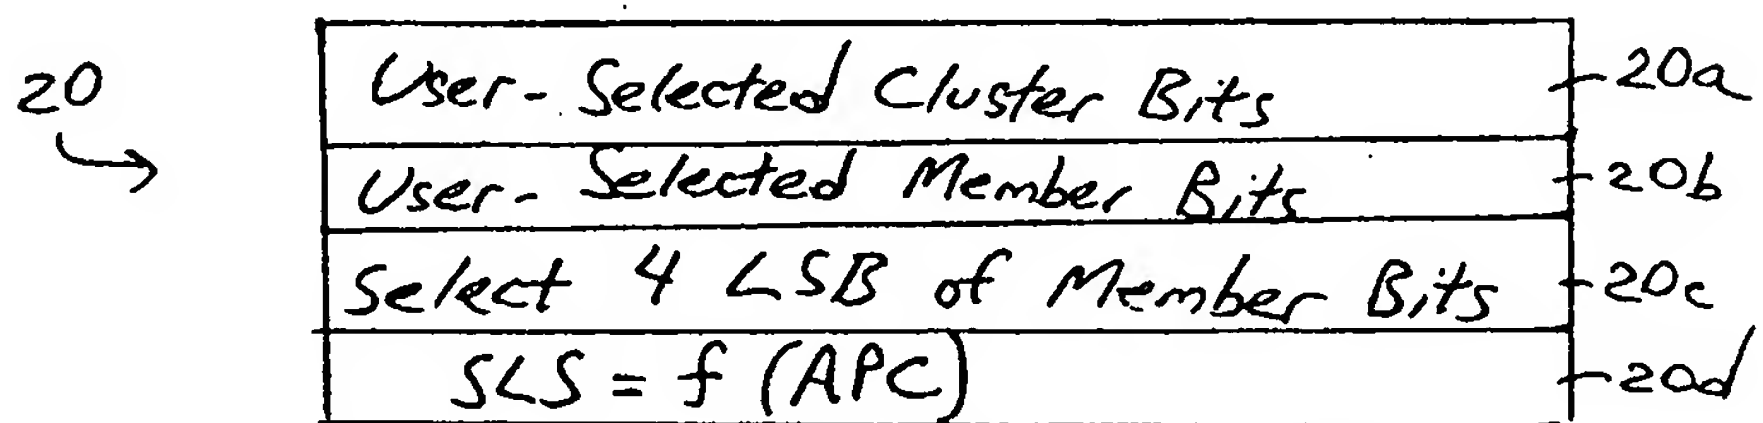 20
User-Selected Cluster Bits 20a
User-Selected Member Bits 20b
Select 4 LSB of Member Bits 20c
SLS = f (APC) 20d